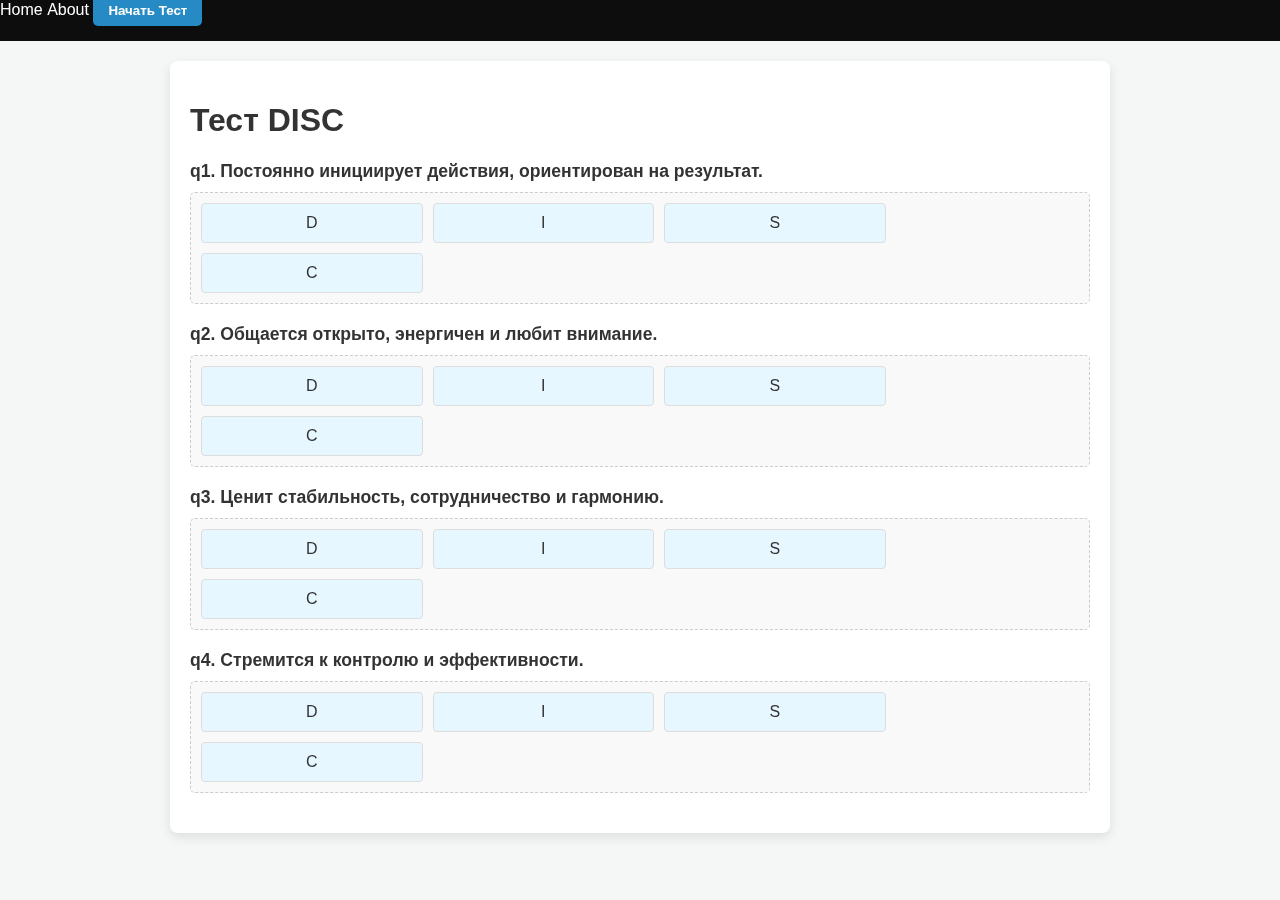 Home About Начать Тест
Тест DISC
q1. Постоянно инициирует действия, ориентирован на результат.
D I S
C
q2. Общается открыто, энергичен и любит внимание.
D I S
C
q3. Ценит стабильность, сотрудничество и гармонию.
D I S
C
q4. Стремится к контролю и эффективности.
D I S
C